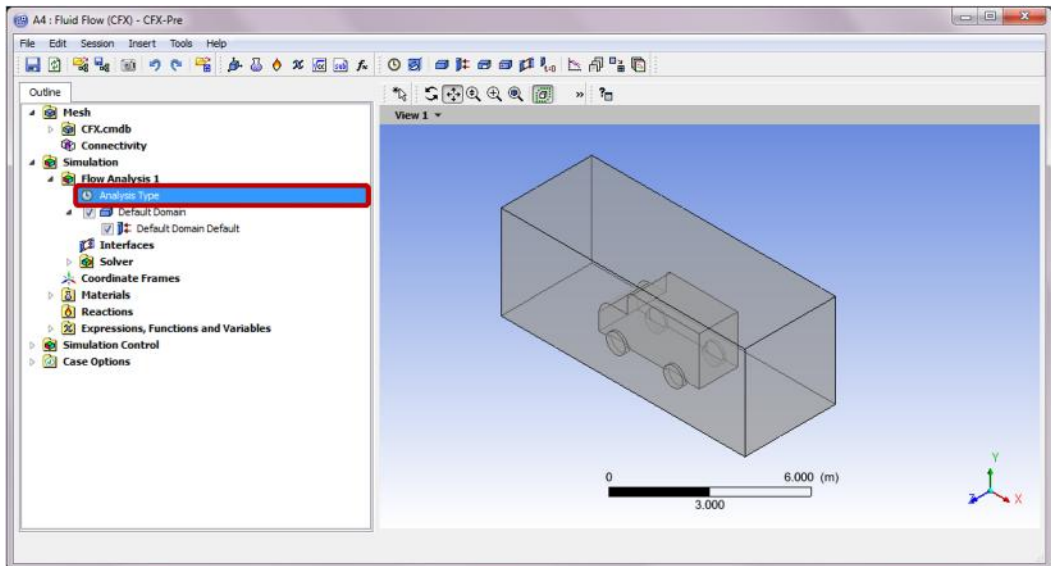 A4 : Fluid Flow (CFX) - CFX-Pre
File Edit Session Insert Tools Help
Outline
Mesh
CFX.cmdb
Connectivity
Simulation
Flow Analysis 1
Analysis Type
Default Domain
Default Domain Default
Interfaces
Solver
Coordinate Frames
Materials
Reactions
Expressions, Functions and Variables
Simulation Control
Case Options
View 1
0 6.000 (m)
3.000
Y
Z X